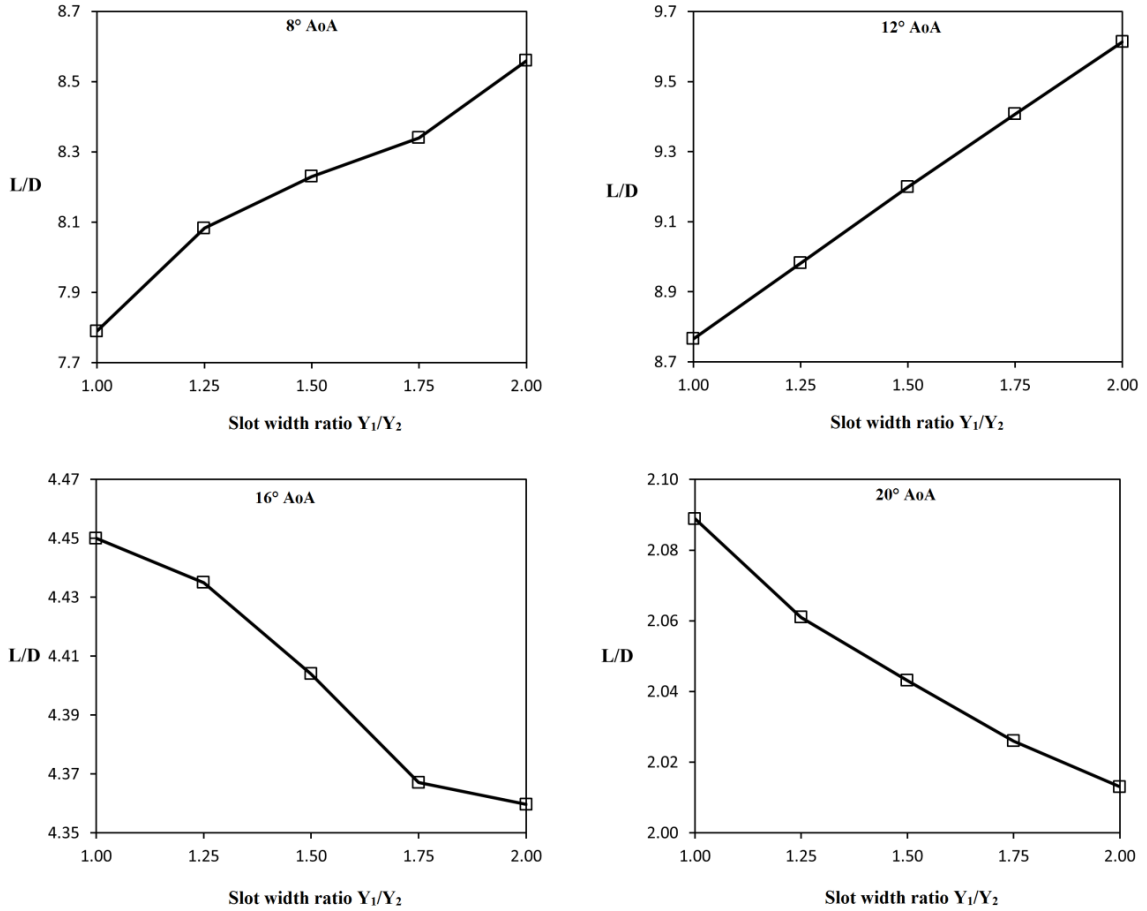 8° AoA
8.7
8.5
8.3
8.1
7.9
7.7
L/D
1.00 1.25 1.50 1.75 2.00
Slot width ratio Y₁/Y₂
12° AoA
9.7
9.5
9.3
9.1
8.9
8.7
L/D
1.00 1.25 1.50 1.75 2.00
Slot width ratio Y₁/Y₂
16° AoA
4.47
4.45
4.43
4.41
4.39
4.37
4.35
L/D
1.00 1.25 1.50 1.75 2.00
Slot width ratio Y₁/Y₂
20° AoA
2.10
2.08
2.06
2.04
2.02
2.00
L/D
1.00 1.25 1.50 1.75 2.00
Slot width ratio Y₁/Y₂